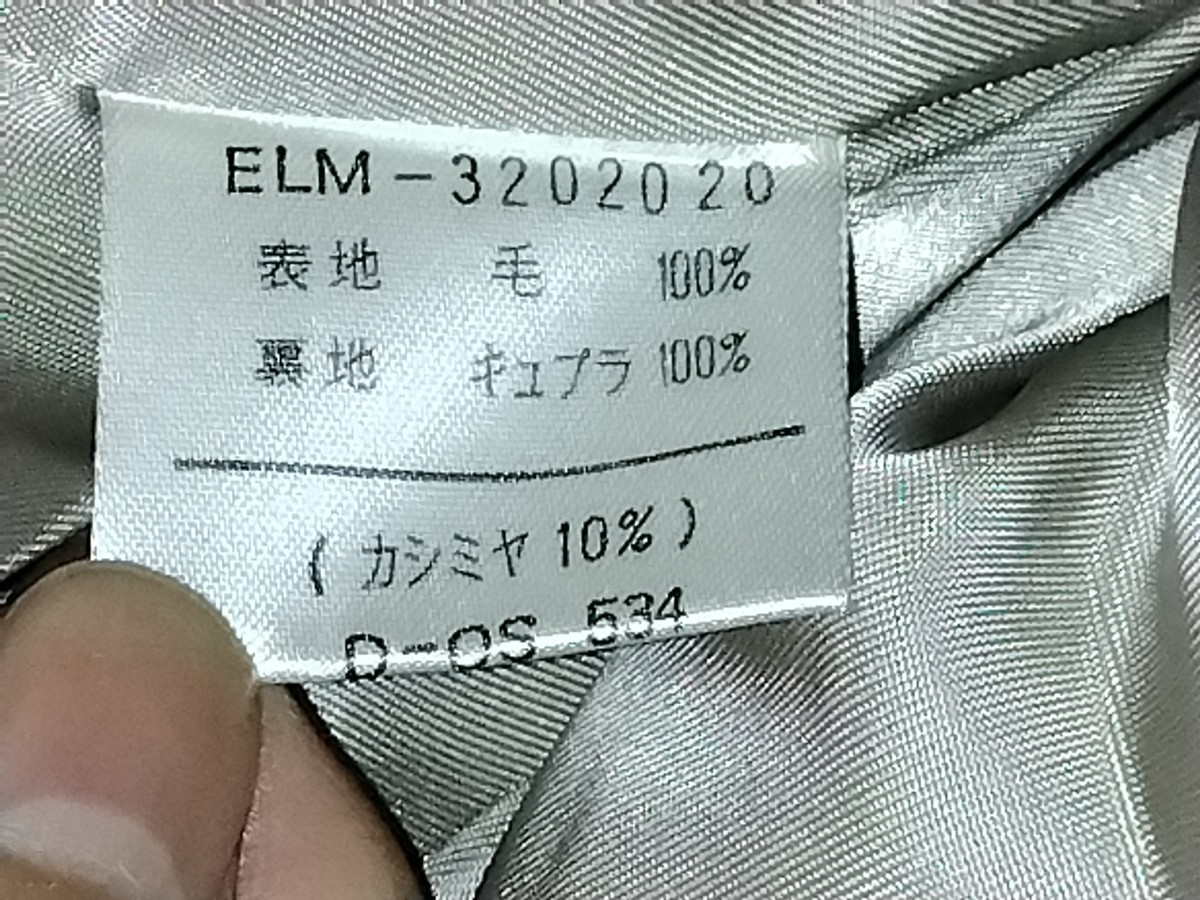 ELM-3202020
表地 毛 100%
裏地 キュプラ 100%
(カシミヤ 10%)
D-OS 534